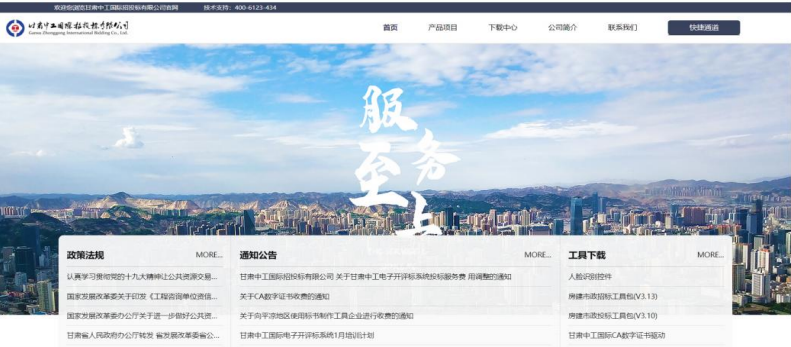 欢迎您浏览甘肃中工国际招投标有限公司官网 技术支持：400-6123-434
甘肃中工国际招投标有限公司
Gansu Zhonggong International Bidding Co., Ltd.
首页 产品项目 下载中心 公司简介 联系我们 快捷通道
服务
至上
政策法规 MORE...
认真学习贯彻党的十九大精神让公共资源交易...
国家发展改革委关于印发《工程咨询单位资信...
国家发展改革委办公厅关于进一步做好公共资...
甘肃省人民政府办公厅转发 省发展改革委省公...
通知公告 MORE...
甘肃中工国际招投标有限公司 关于甘肃中工电子开评标系统投标服务费 用调整的通知
关于CA数字证书收费的通知
关于向平凉地区使用标书制作工具企业进行收费的通知
甘肃中工国际电子开评标系统1月培训计划
工具下载 MORE...
人脸识别控件
房建市政招标工具包(V3.13)
房建市政投标工具包(V3.10)
甘肃中工国际CA数字证书驱动